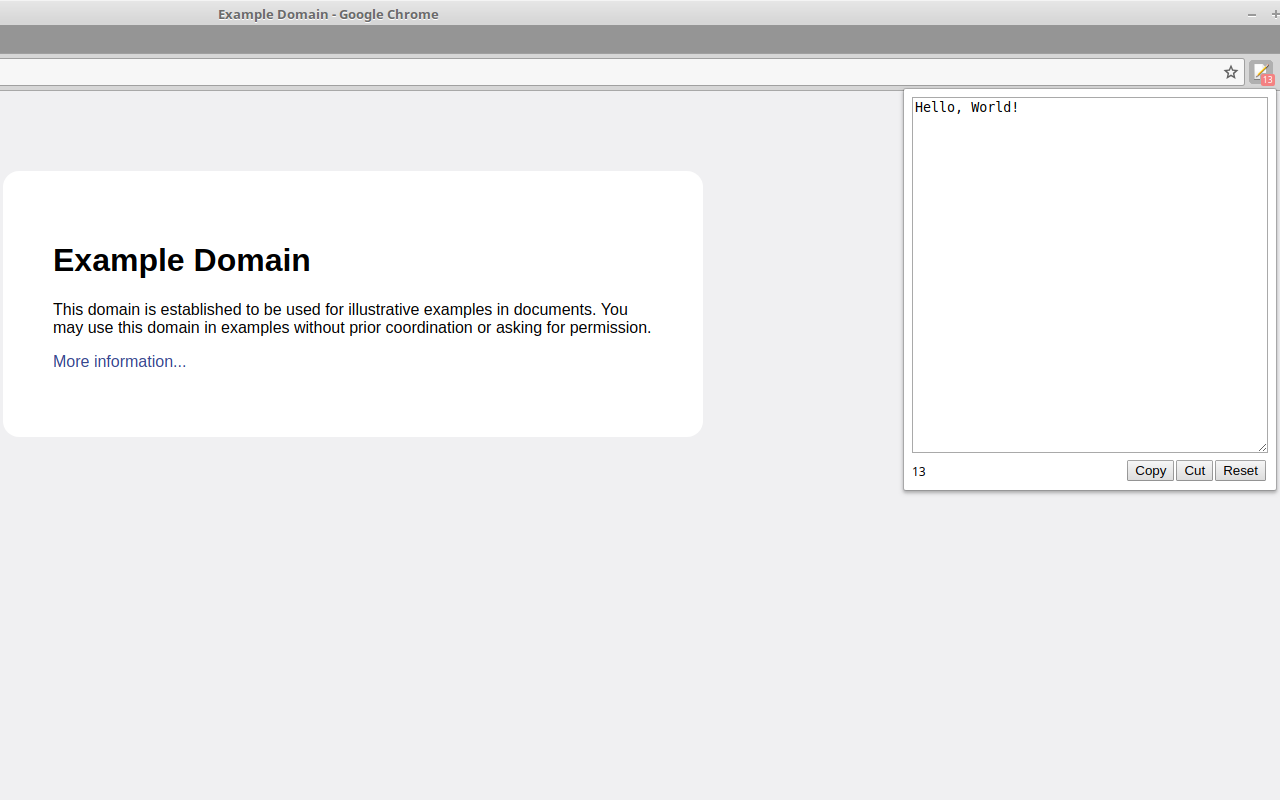 Example Domain - Google Chrome
13
Hello, World!
Example Domain
This domain is established to be used for illustrative examples in documents. You
may use this domain in examples without prior coordination or asking for permission.
More information...
13 Copy Cut Reset